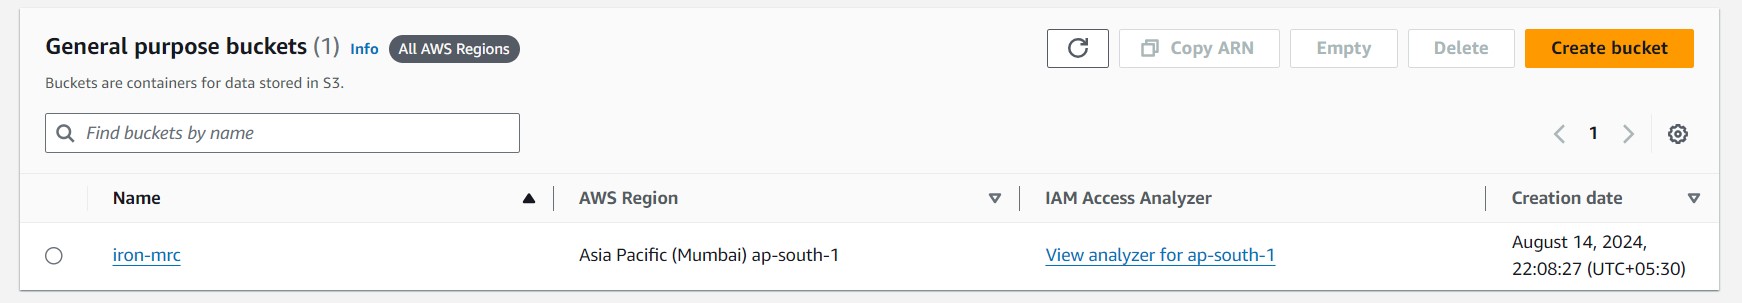 General purpose buckets (1) Info All AWS Regions
Copy ARN Empty Delete Create bucket
Buckets are containers for data stored in S3.
Find buckets by name
1
Name AWS Region IAM Access Analyzer Creation date
iron-mrc Asia Pacific (Mumbai) ap-south-1 View analyzer for ap-south-1 August 14, 2024,
22:08:27 (UTC+05:30)